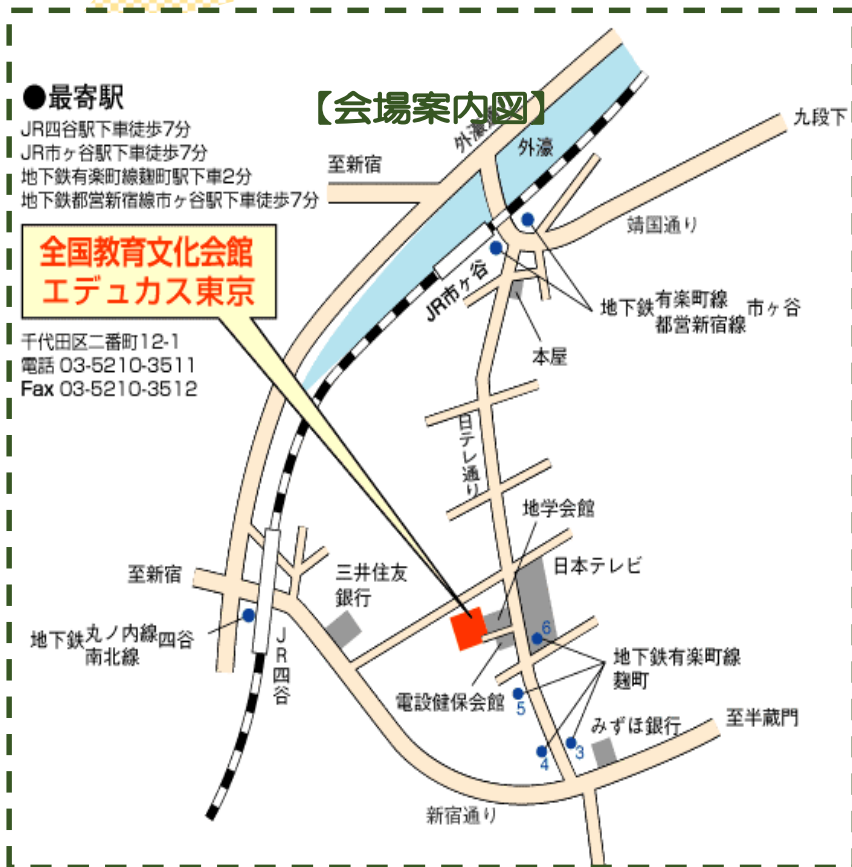 【会場案内図】
●最寄駅
JR四谷駅下車徒歩7分
JR市ヶ谷駅下車徒歩7分
地下鉄有楽町線麹町駅下車2分
地下鉄都営新宿線市ヶ谷駅下車徒歩7分
全国教育文化会館
エデュカス東京
千代田区二番町12-1
電話 03-5210-3511
Fax 03-5210-3512
至新宿
外濠
外濠
九段下
靖国通り
JR市ヶ谷
地下鉄
有楽町線
都営新宿線
市ヶ谷
本屋
日テレ通り
地学会館
日本テレビ
至新宿
三井住友
銀行
地下鉄
丸ノ内線
南北線
四谷
JR四谷
電設健保会館
6
5
4
3
地下鉄有楽町線
麹町
みずほ銀行
至半蔵門
新宿通り